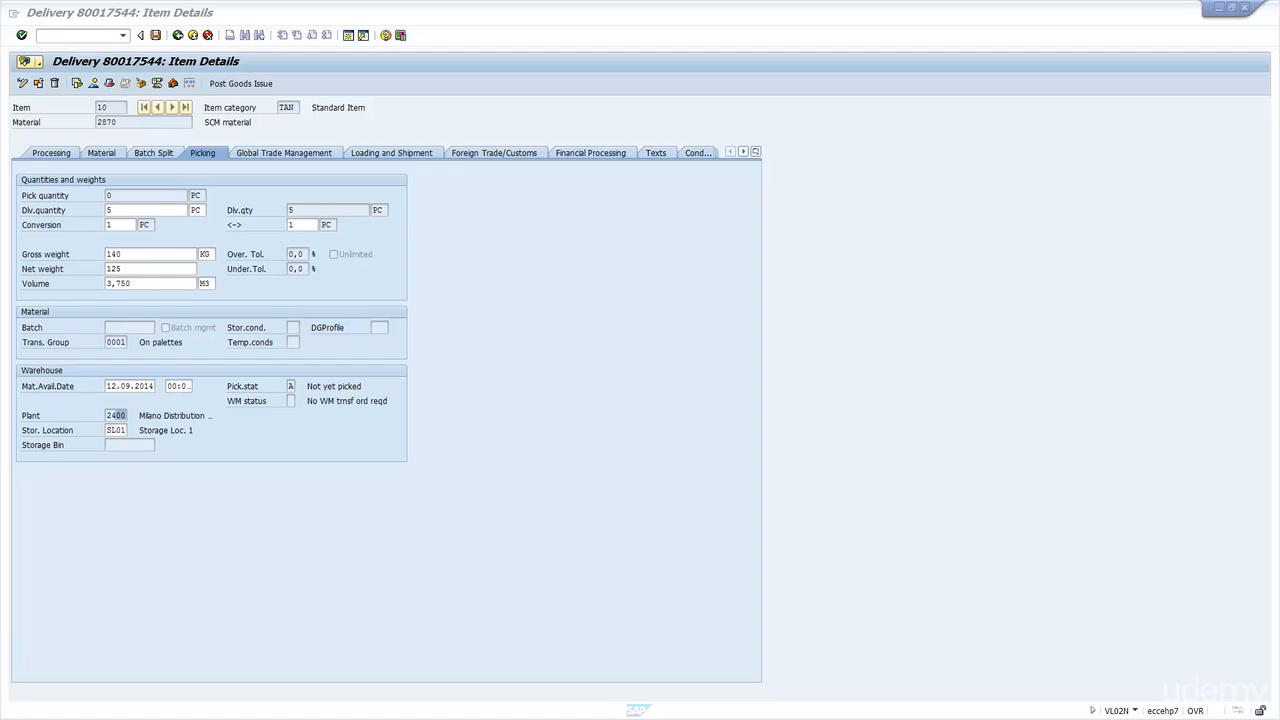 Delivery 80017544: Item Details
Delivery 80017544: Item Details
Post Goods Issue
Item 10 Item category TAN Standard Item
Material 2870 SCM material
Processing Material Batch Split Picking Global Trade Management Loading and Shipment Foreign Trade/Customs Financial Processing Texts Cond...
Quantities and weights
Pick quantity 0 PC
Dlv.quantity 5 PC Dlv.qty 5 PC
Conversion 1 PC <-> 1 PC
Gross weight 140 KG Over. Tol. 0,0 % Unlimited
Net weight 125 Under.Tol. 0,0 %
Volume 3,750 M3
Material
Batch Batch mgmt Stor.cond. DGProfile
Trans. Group 0001 On palettes Temp.conds
Warehouse
Mat.Avail.Date 12.09.2014 00:0.. Pick.stat A Not yet picked
WM status No WM trnsf ord reqd
Plant 2400 Milano Distribution ..
Stor. Location SL01 Storage Loc. 1
Storage Bin
udemy
SAP VL02N eccehp7 OVR